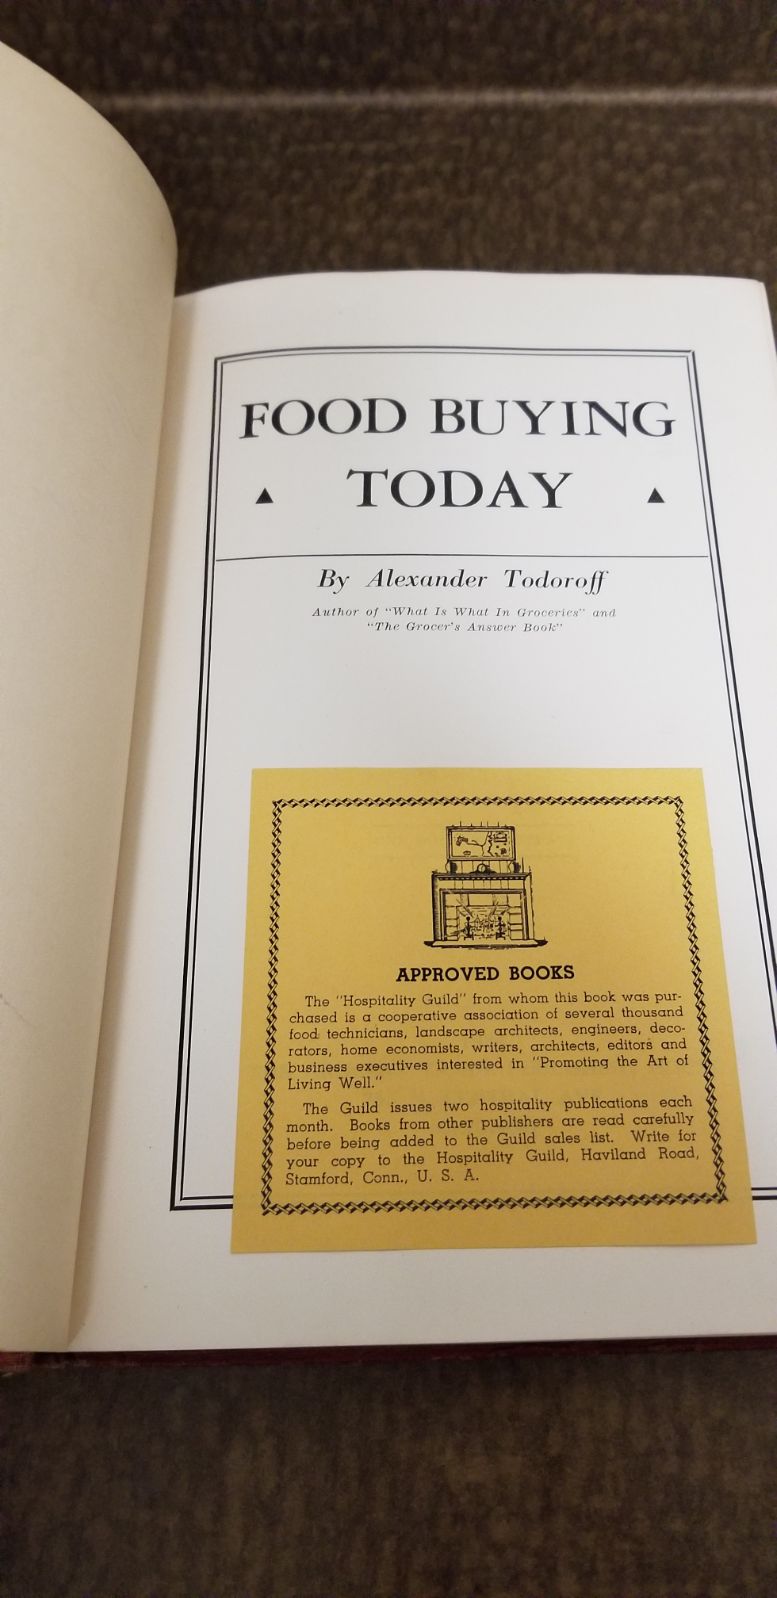 FOOD BUYING
TODAY
By Alexander Todoroff
Author of "What Is What In Groceries" and
"The Grocer's Answer Book"
APPROVED BOOKS
The "Hospitality Guild" from whom this book was pur-
chased is a cooperative association of several thousand
food technicians, landscape architects, engineers, deco-
rators, home economists, writers, architects, editors and
business executives interested in "Promoting the Art of
Living Well."
The Guild issues two hospitality publications each
month. Books from other publishers are read carefully
before being added to the Guild sales list. Write for
your copy to the Hospitality Guild, Haviland Road,
Stamford, Conn., U. S. A.